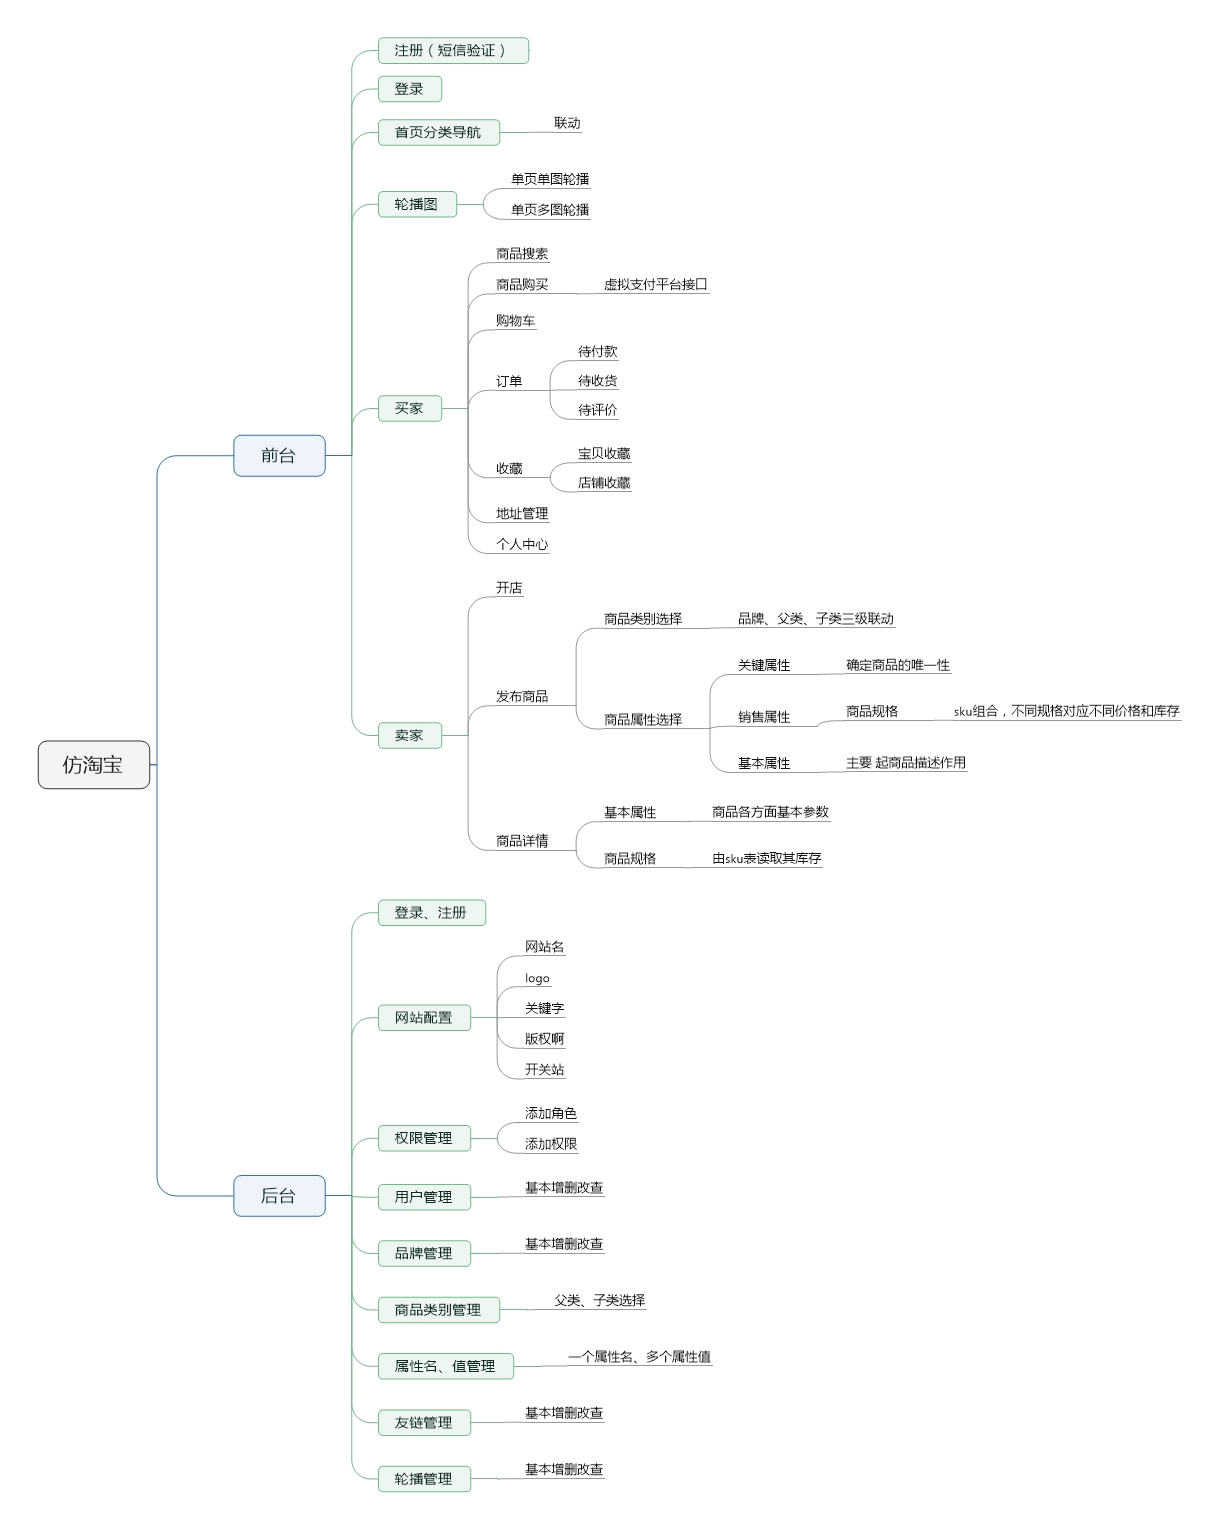 仿淘宝
前台
注册（短信验证）
登录
首页分类导航
联动
轮播图
单页单图轮播
单页多图轮播
买家
商品搜索
商品购买
虚拟支付平台接口
购物车
订单
待付款
待收货
待评价
收藏
宝贝收藏
店铺收藏
地址管理
个人中心
卖家
开店
发布商品
商品类别选择
品牌、父类、子类三级联动
商品属性选择
关键属性
确定商品的唯一性
销售属性
商品规格
sku组合，不同规格对应不同价格和库存
基本属性
主要 起商品描述作用
商品详情
基本属性
商品各方面基本参数
商品规格
由sku表读取其库存
后台
登录、注册
网站配置
网站名
logo
关键字
版权啊
开关站
权限管理
添加角色
添加权限
用户管理
基本增删改查
品牌管理
基本增删改查
商品类别管理
父类、子类选择
属性名、值管理
一个属性名、多个属性值
友链管理
基本增删改查
轮播管理
基本增删改查